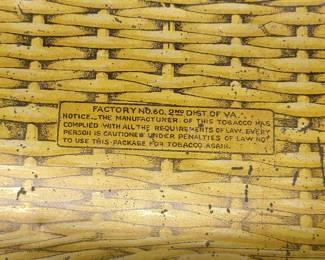 FACTORY NO. 60, 2ND DIST. OF VA.
NOTICE.—THE MANUFACTURER OF THIS TOBACCO HAS
COMPLIED WITH ALL THE REQUIREMENTS OF LAW. EVERY
PERSON IS CAUTIONED UNDER PENALTIES OF LAW NOT
TO USE THIS PACKAGE FOR TOBACCO AGAIN.